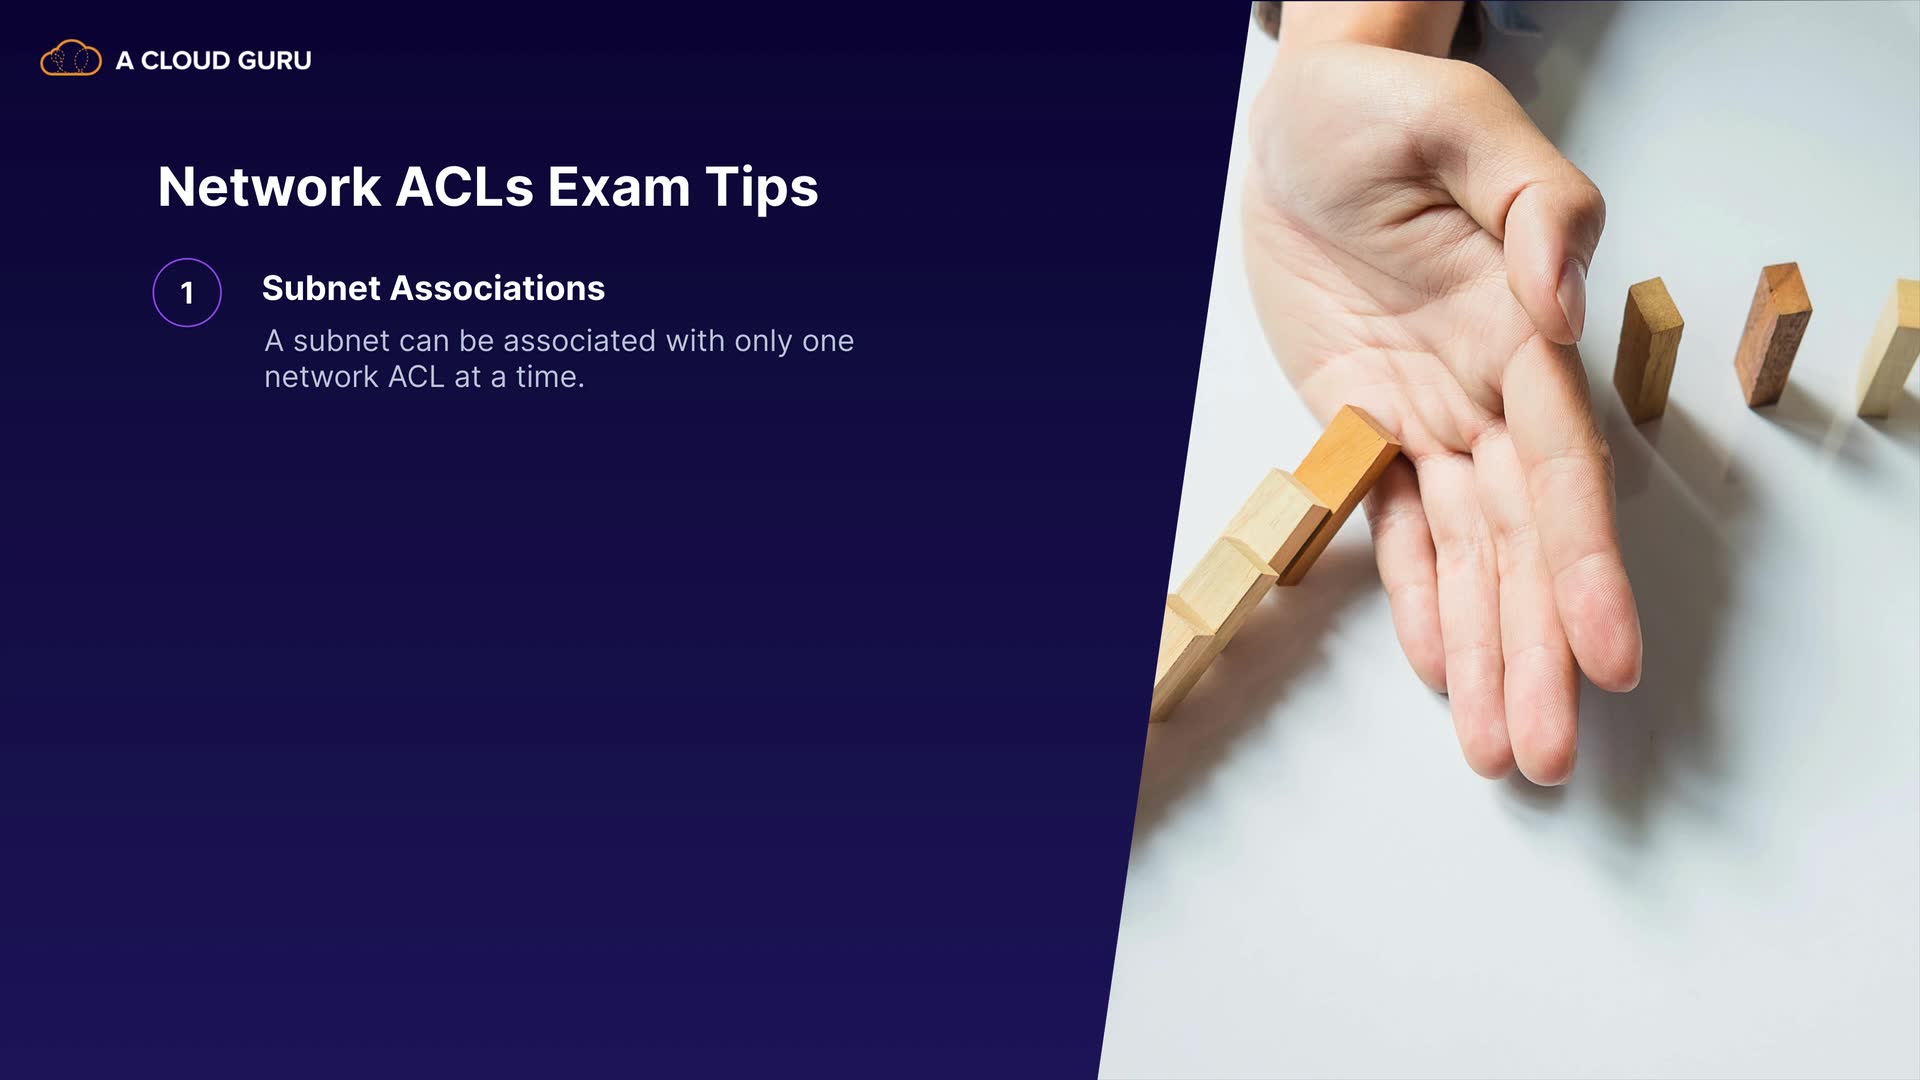 A CLOUD GURU
Network ACLs Exam Tips
1
Subnet Associations
A subnet can be associated with only one
network ACL at a time.